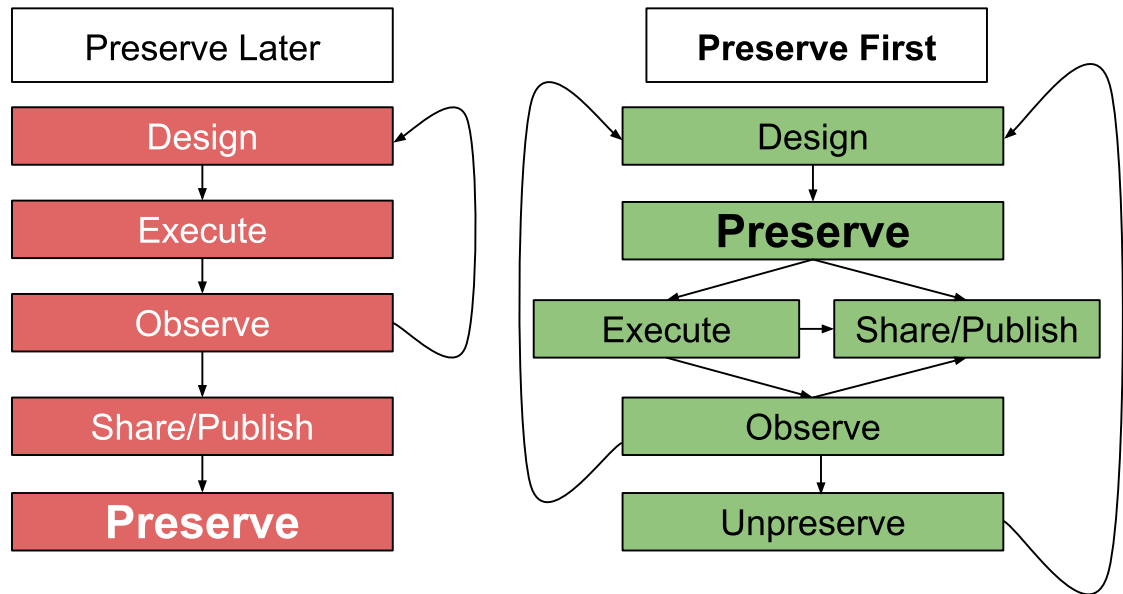 Preserve Later
Design
Execute
Observe
Share/Publish
Preserve
Preserve First
Design
Preserve
Execute
Share/Publish
Observe
Unpreserve